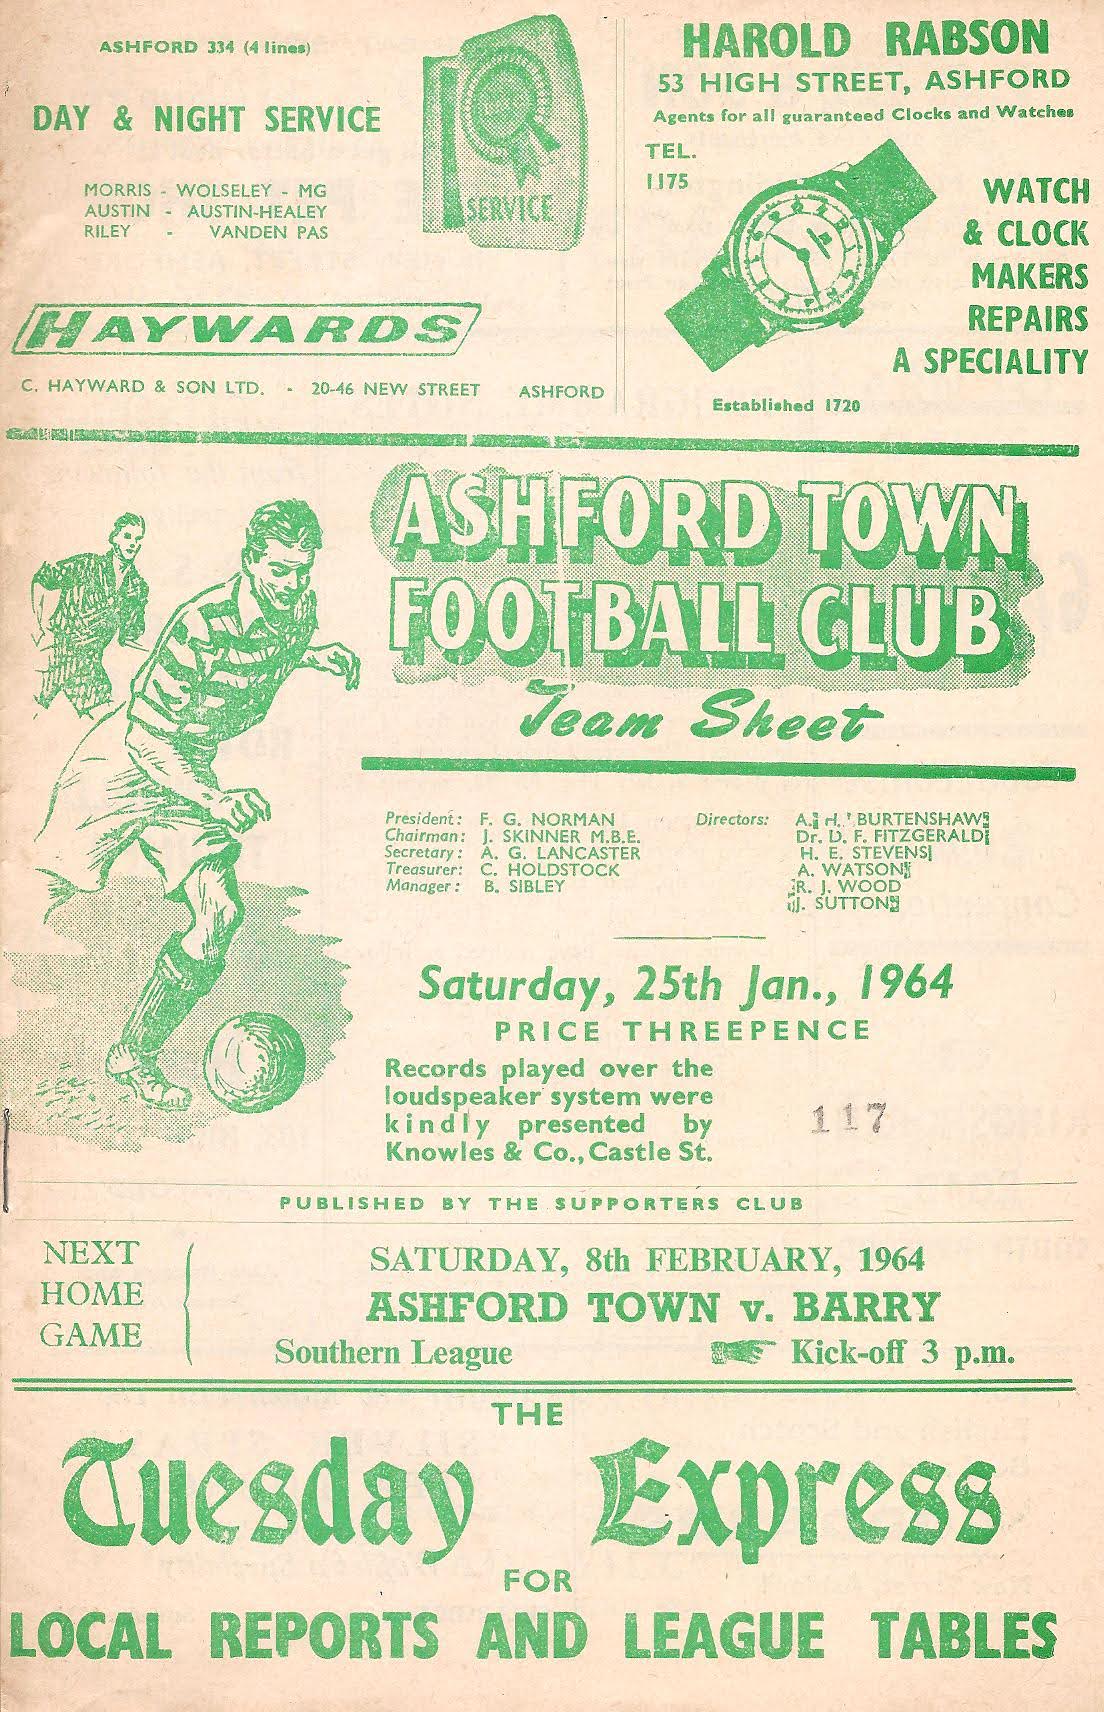 ASHFORD 334 (4 lines)
DAY & NIGHT SERVICE
MORRIS - WOLSELEY - MG
AUSTIN - AUSTIN-HEALEY
RILEY - VANDEN PAS
SERVICE
HAYWARDS
C. HAYWARD & SON LTD. - 20-46 NEW STREET ASHFORD
HAROLD RABSON
53 HIGH STREET, ASHFORD
Agents for all guaranteed Clocks and Watches
TEL.
1175
WATCH
& CLOCK
MAKERS
REPAIRS
A SPECIALITY
Established 1720
ASHFORD TOWN
FOOTBALL CLUB
Team Sheet
President: F. G. NORMAN
Chairman: J. SKINNER M.B.E.
Secretary: A. G. LANCASTER
Treasurer: C. HOLDSTOCK
Manager: B. SIBLEY
Directors: A. H. BURTENSHAW
Dr. D. F. FITZGERALD
H. E. STEVENS
A. WATSON
R. J. WOOD
J. SUTTON
Saturday, 25th Jan., 1964
PRICE THREEPENCE
Records played over the
loudspeaker system were
kindly presented by
Knowles & Co., Castle St.
117
PUBLISHED BY THE SUPPORTERS CLUB
NEXT
HOME
GAME
SATURDAY, 8th FEBRUARY, 1964
ASHFORD TOWN v. BARRY
Southern League Kick-off 3 p.m.
THE
Tuesday Express
FOR
LOCAL REPORTS AND LEAGUE TABLES